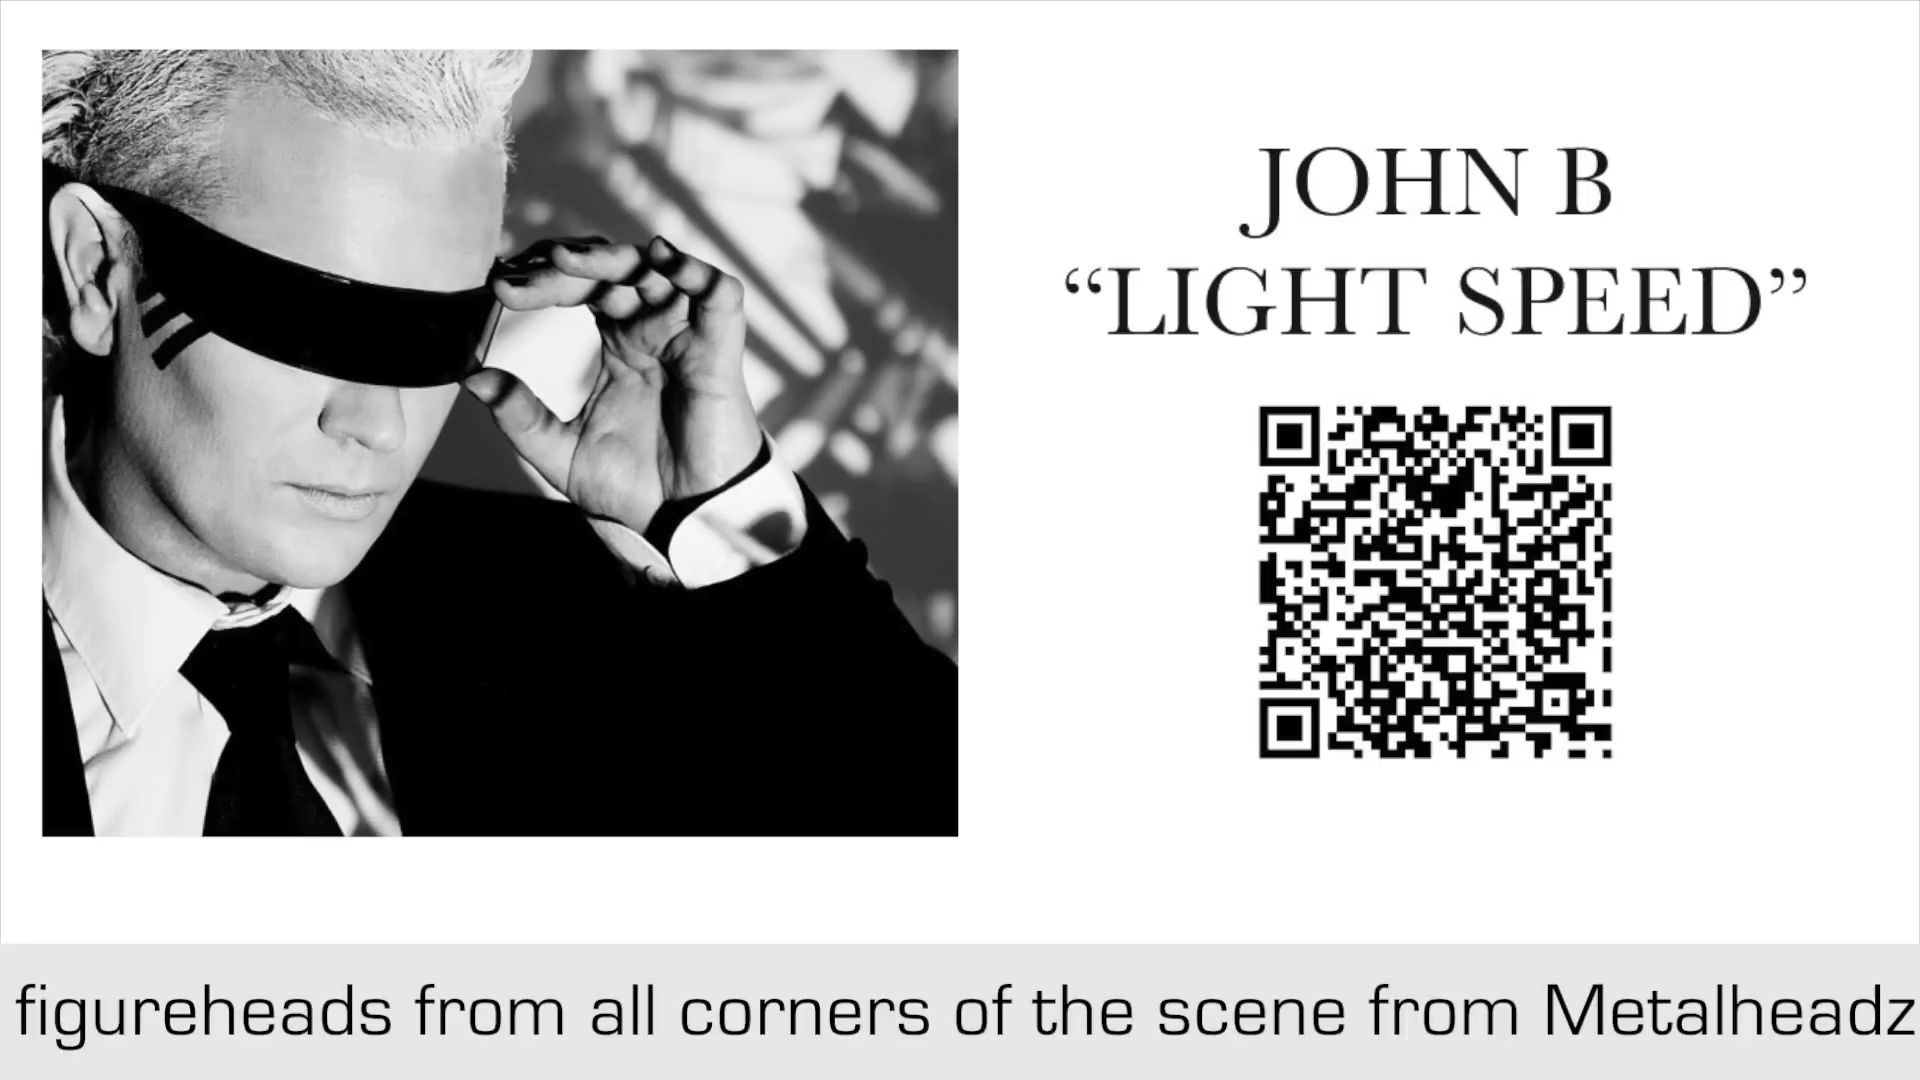 JOHN B
“LIGHT SPEED”
figureheads from all corners of the scene from Metalheadz